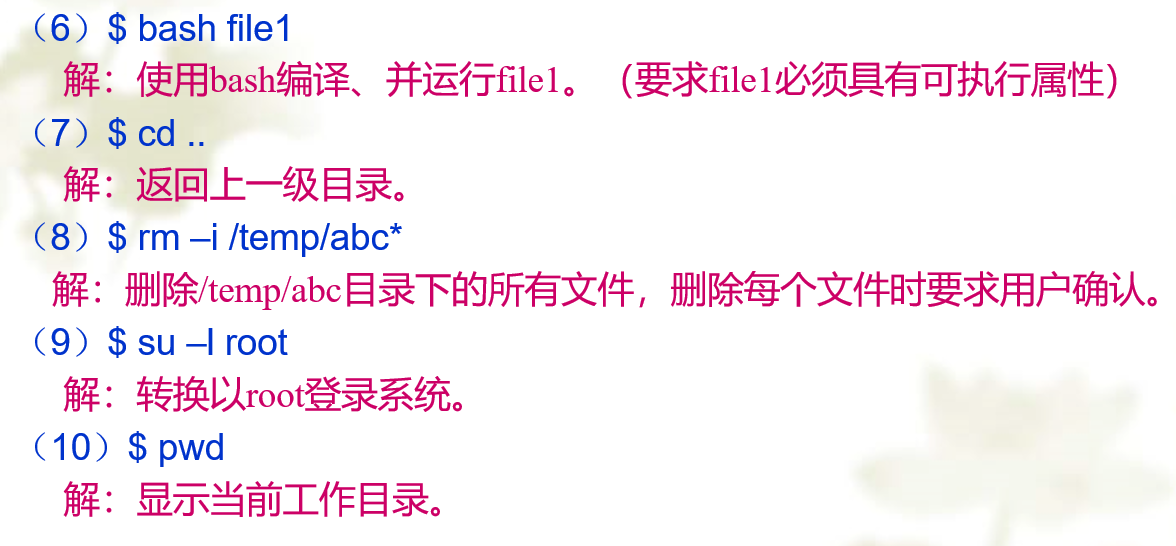 （6）$ bash file1
解：使用bash编译、并运行file1。（要求file1必须具有可执行属性）
（7）$ cd ..
解：返回上一级目录。
（8）$ rm –i /temp/abc*
解：删除/temp/abc目录下的所有文件，删除每个文件时要求用户确认。
（9）$ su –l root
解：转换以root登录系统。
（10）$ pwd
解：显示当前工作目录。